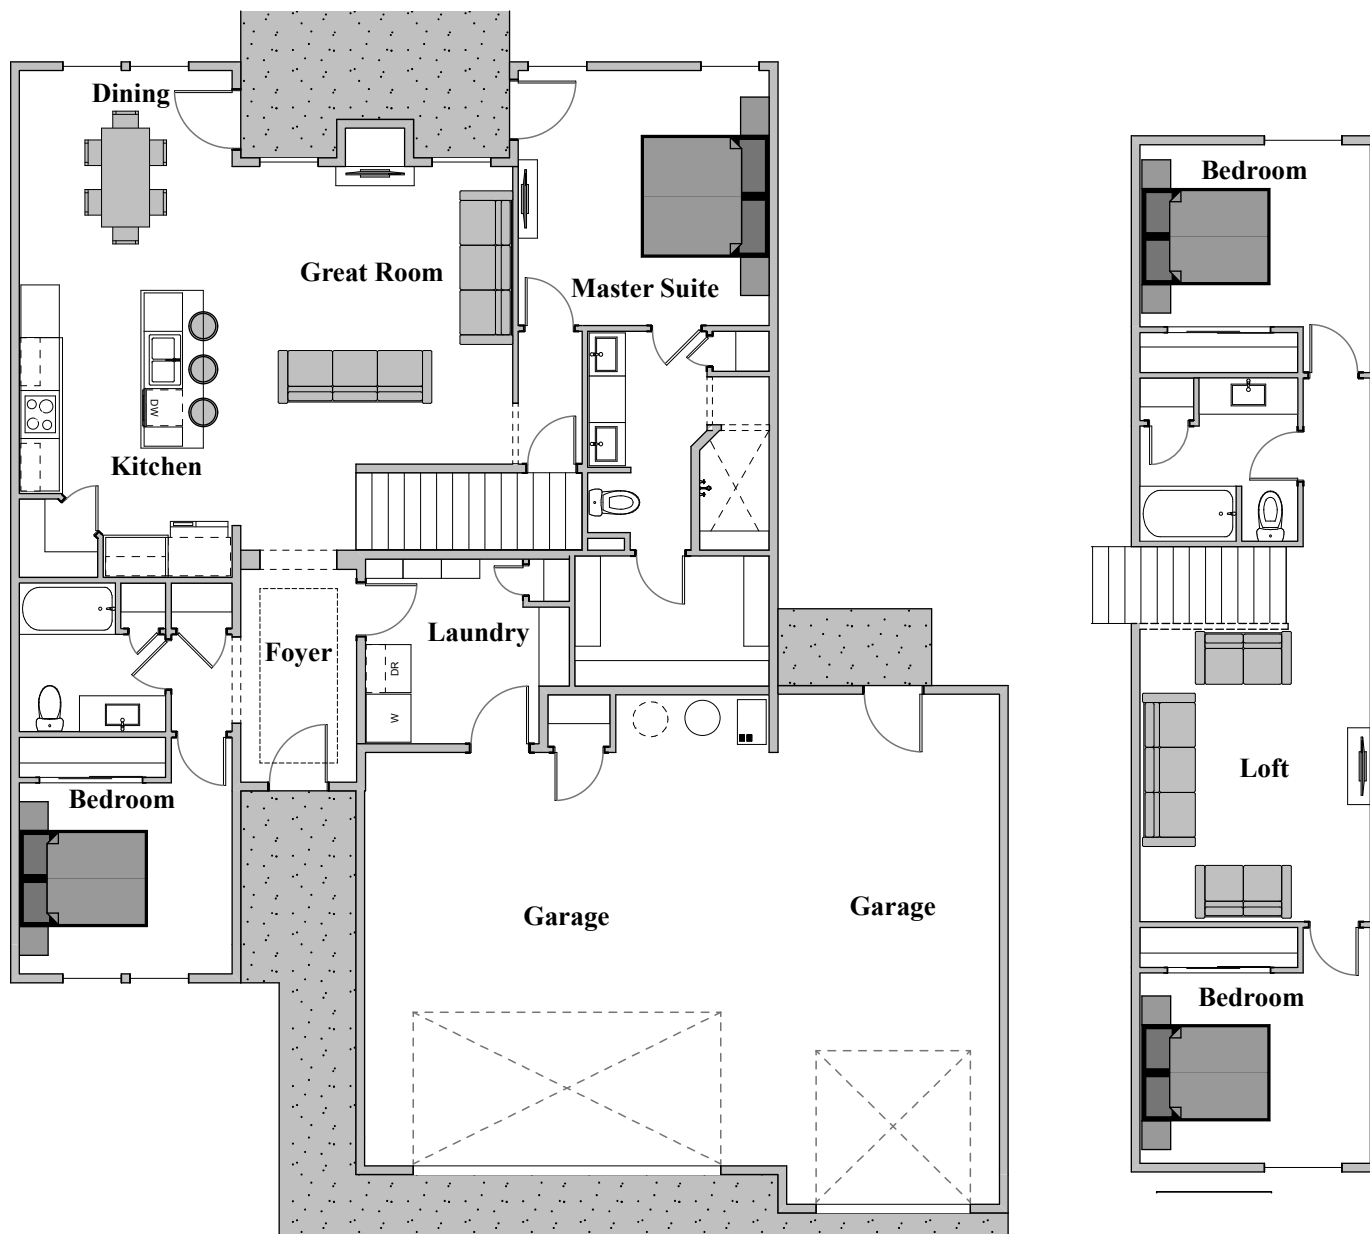 Dining
Bedroom
Great Room
Master Suite
DW
Kitchen
Laundry
Foyer
DR
W
Loft
Bedroom
Garage
Garage
Bedroom